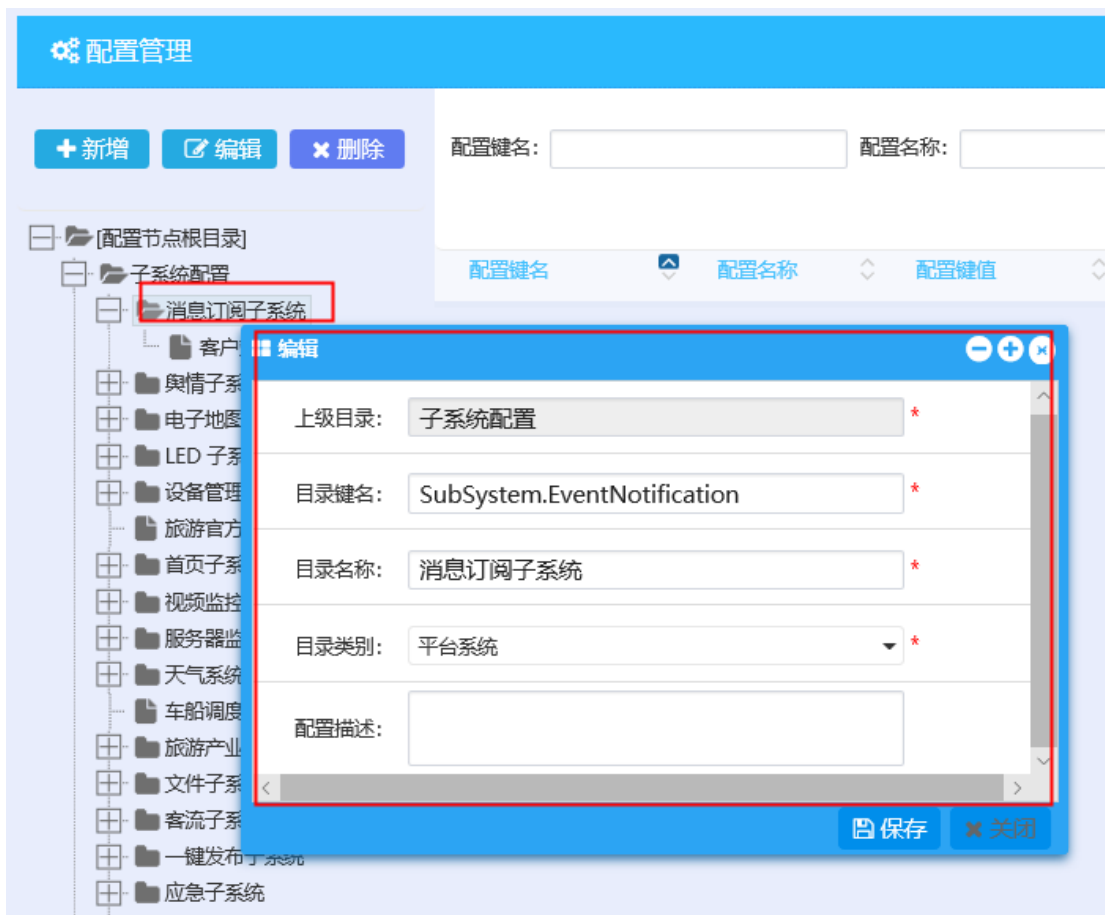 配置管理
新增 编辑 删除
配置键名: 配置名称:
[配置节点根目录]
配置键名 配置名称 配置键值
子系统配置
消息订阅子系统
客户
舆情子系
电子地图
LED 子系
设备管理
旅游官方
首页子系
视频监控
服务器监
天气系统
车船调度
旅游产业
文件子系
客流子系
一键发布子系统
应急子系统
编辑
上级目录: 子系统配置 *
目录键名: SubSystem.EventNotification *
目录名称: 消息订阅子系统 *
目录类别: 平台系统 *
配置描述:
保存 关闭